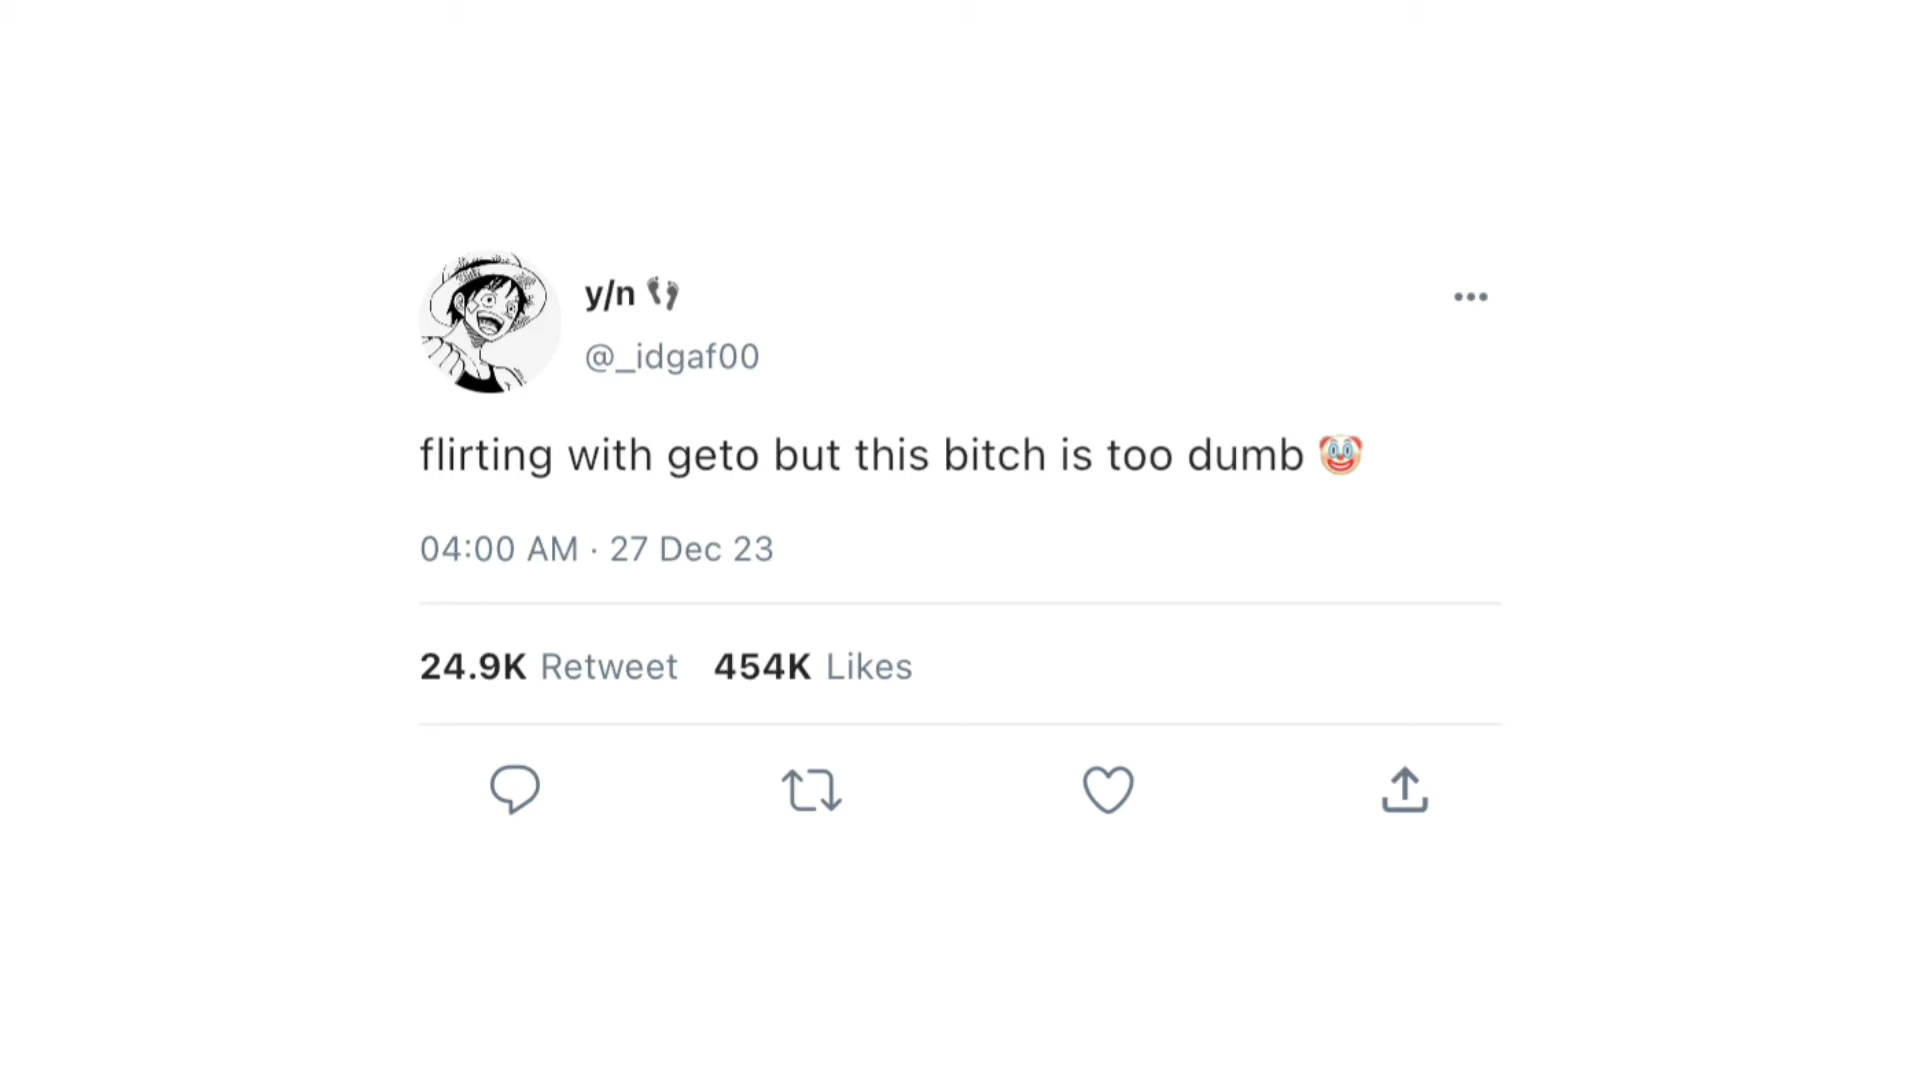 y/n 👣
@_idgaf00
flirting with geto but this bitch is too dumb 🤡
04:00 AM · 27 Dec 23
24.9K Retweet 454K Likes